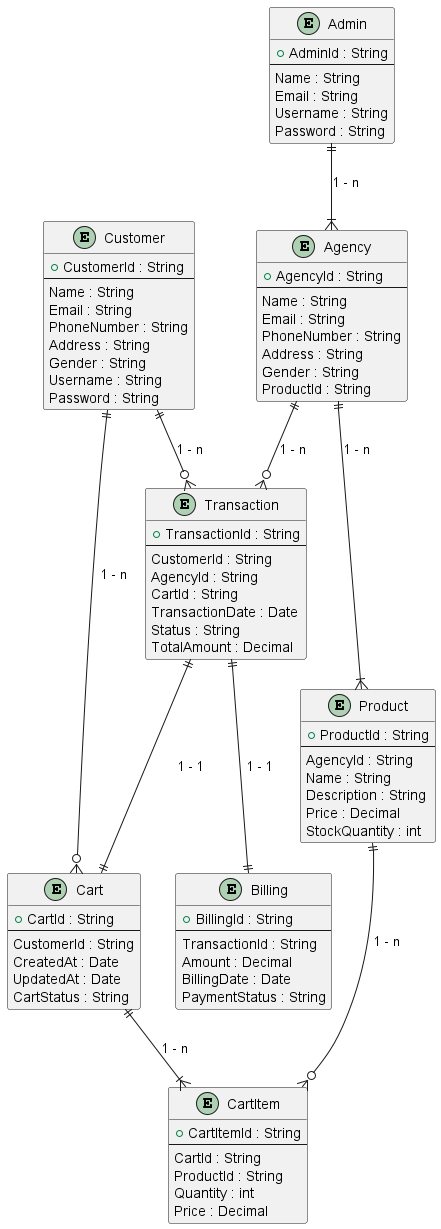 E Admin
AdminId : String
Name : String
Email : String
Username : String
Password : String
1 - n
E Customer
CustomerId : String
Name : String
Email : String
PhoneNumber : String
Address : String
Gender : String
Username : String
Password : String
E Agency
AgencyId : String
Name : String
Email : String
PhoneNumber : String
Address : String
Gender : String
ProductId : String
1 - n
1 - n
1 - n
1 - n
E Transaction
TransactionId : String
CustomerId : String
AgencyId : String
CartId : String
TransactionDate : Date
Status : String
TotalAmount : Decimal
E Product
ProductId : String
AgencyId : String
Name : String
Description : String
Price : Decimal
StockQuantity : int
1 - 1
1 - 1
E Cart
CartId : String
CustomerId : String
CreatedAt : Date
UpdatedAt : Date
CartStatus : String
E Billing
BillingId : String
TransactionId : String
Amount : Decimal
BillingDate : Date
PaymentStatus : String
1 - n
1 - n
E CartItem
CartItemId : String
CartId : String
ProductId : String
Quantity : int
Price : Decimal